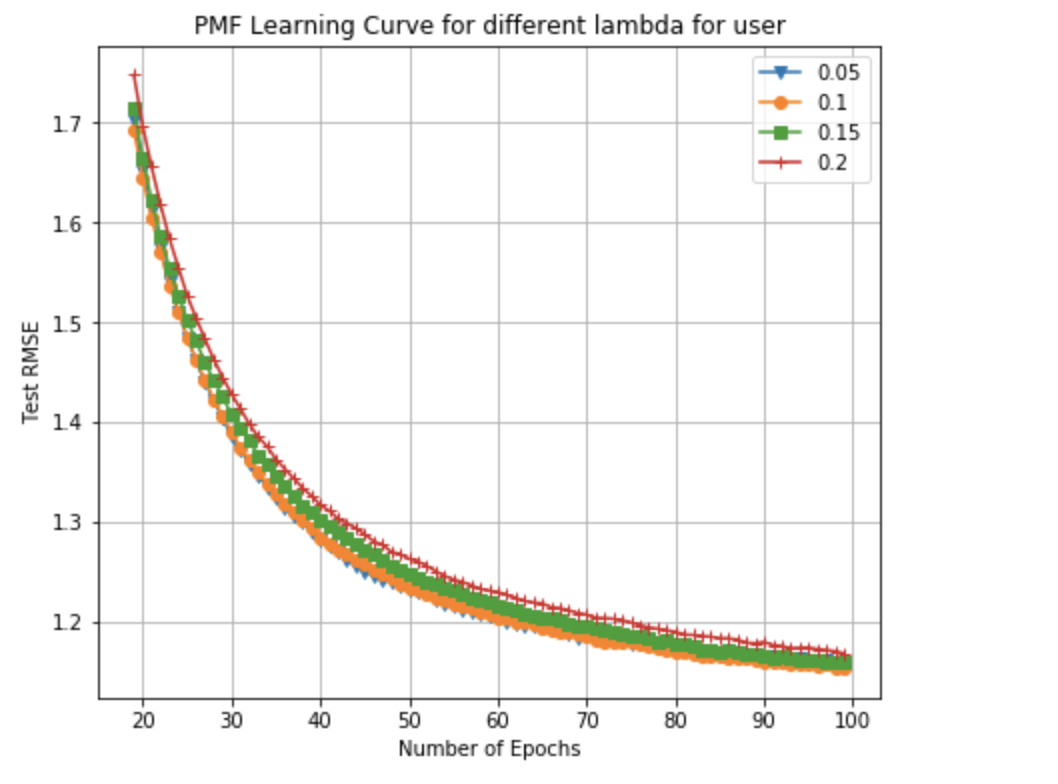 PMF Learning Curve for different lambda for user
0.05
0.1
0.15
0.2
Test RMSE
1.7
1.6
1.5
1.4
1.3
1.2
20 30 40 50 60 70 80 90 100
Number of Epochs